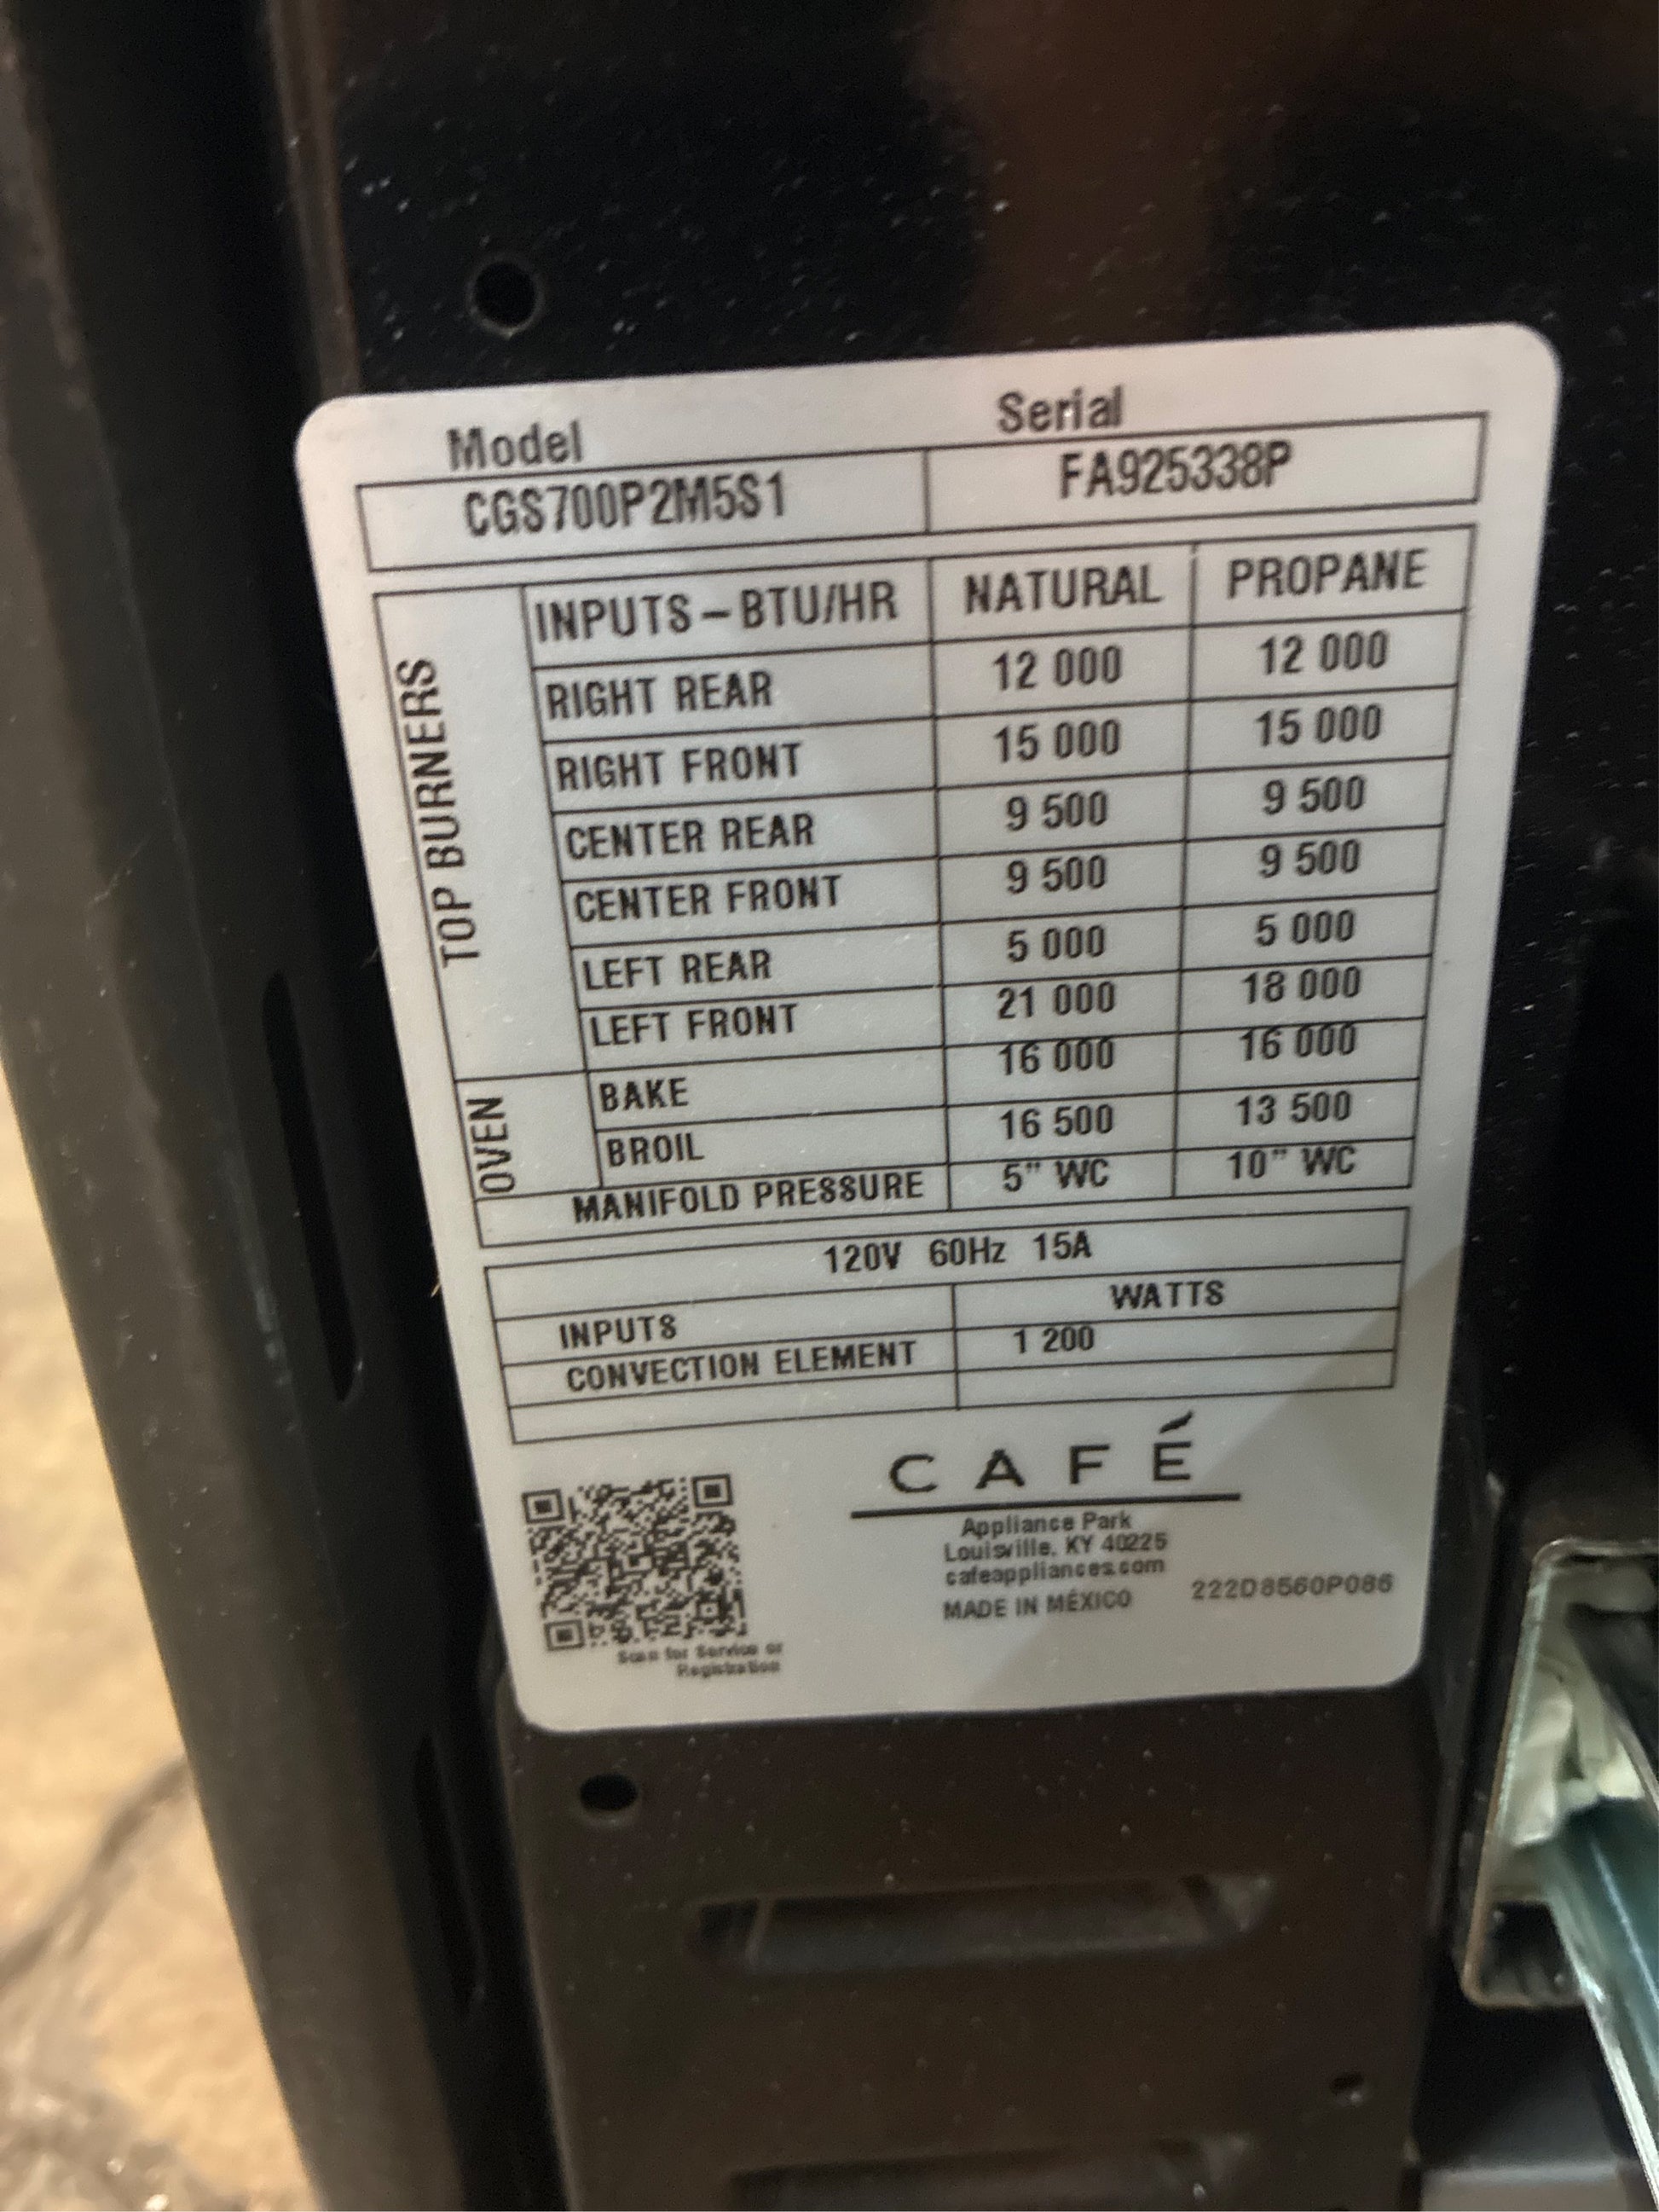 Model Serial
CGS700P2M5S1 FA925338P
TOP BURNERS
INPUTS – BTU/HR NATURAL PROPANE
RIGHT REAR 12 000 12 000
RIGHT FRONT 15 000 15 000
CENTER REAR 9 500 9 500
CENTER FRONT 9 500 9 500
LEFT REAR 5 000 5 000
LEFT FRONT 21 000 18 000
OVEN
BAKE 16 000 16 000
BROIL 16 500 13 500
MANIFOLD PRESSURE 5" WC 10" WC
120V 60Hz 15A
INPUTS WATTS
CONVECTION ELEMENT 1 200
CAFÉ
Appliance Park
Louisville, KY 40225
cafeappliances.com
MADE IN MÉXICO 222D8560P086
Scan for Service or
Registration